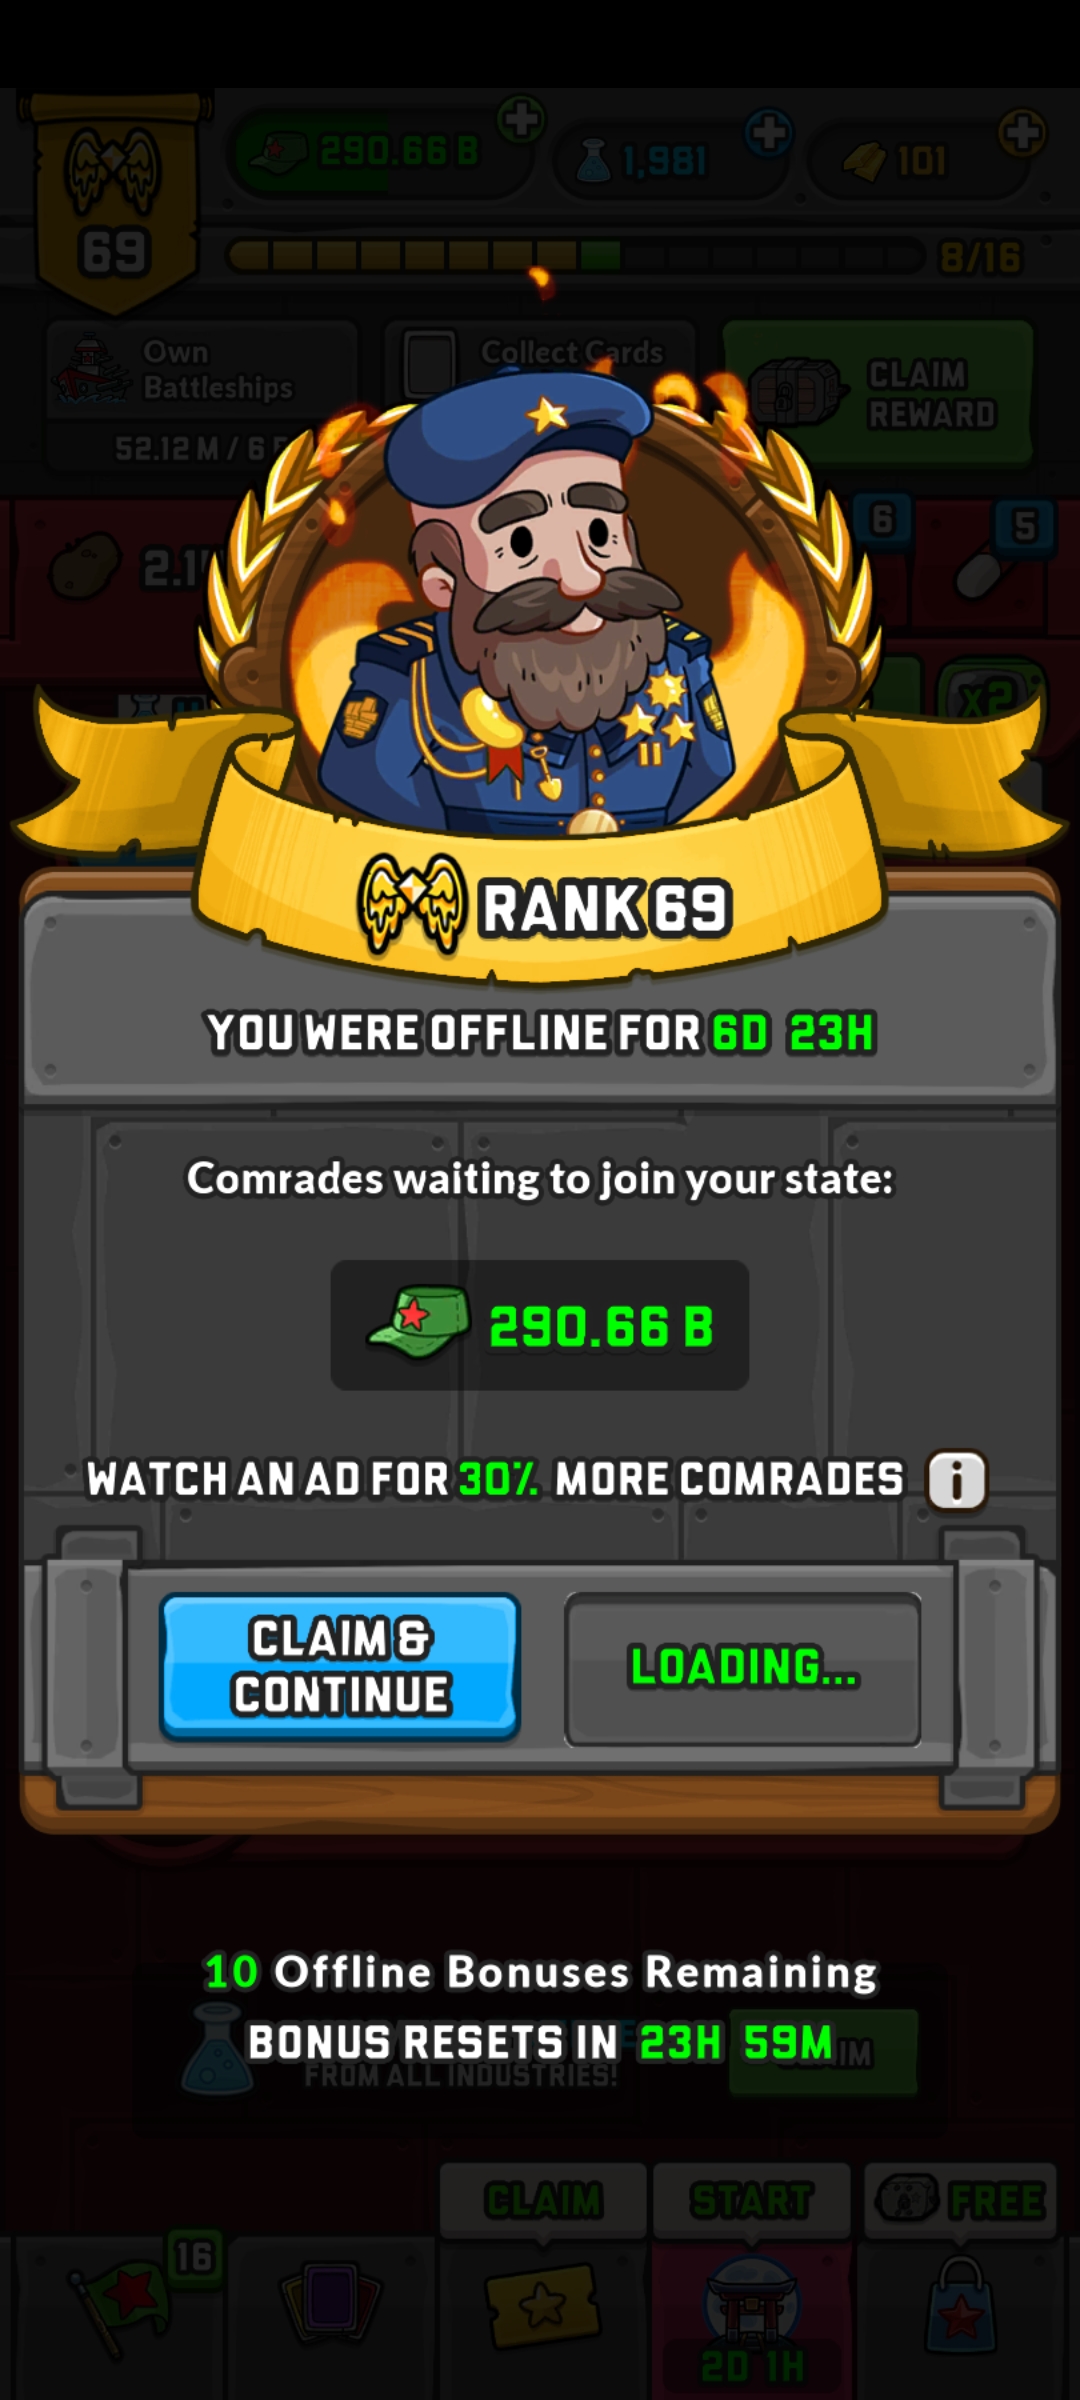 290.66 B
1,981
101
69
8/16
Own
Battleships
Collect Cards
CLAIM
REWARD
52.12 M / 6
2.1
6
5
X2
RANK 69
YOU WERE OFFLINE FOR 6D 23H
Comrades waiting to join your state:
290.66 B
WATCH AN AD FOR 30% MORE COMRADES
i
CLAIM &
CONTINUE
LOADING...
10 Offline Bonuses Remaining
BONUS RESETS IN 23H 59M
FROM ALL INDUSTRIES!
CLAIM
START
FREE
16
2D 1H